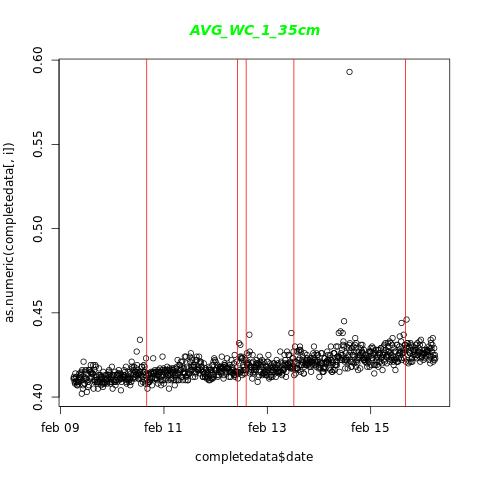 AVG_WC_1_35cm
as.numeric(completedata[, i])
0.60
0.55
0.50
0.45
0.40
feb 09
feb 11
feb 13
feb 15
completedata$date